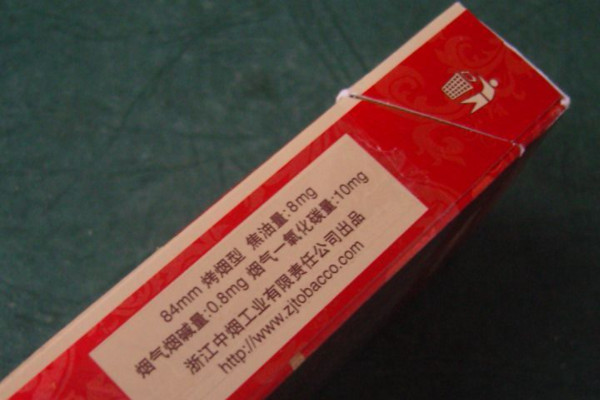 84mm 烤烟型 焦油量:8mg
烟气烟碱量:0.8mg 烟气一氧化碳量:10mg
浙江中烟工业有限责任公司出品
http://www.zjtobacco.com